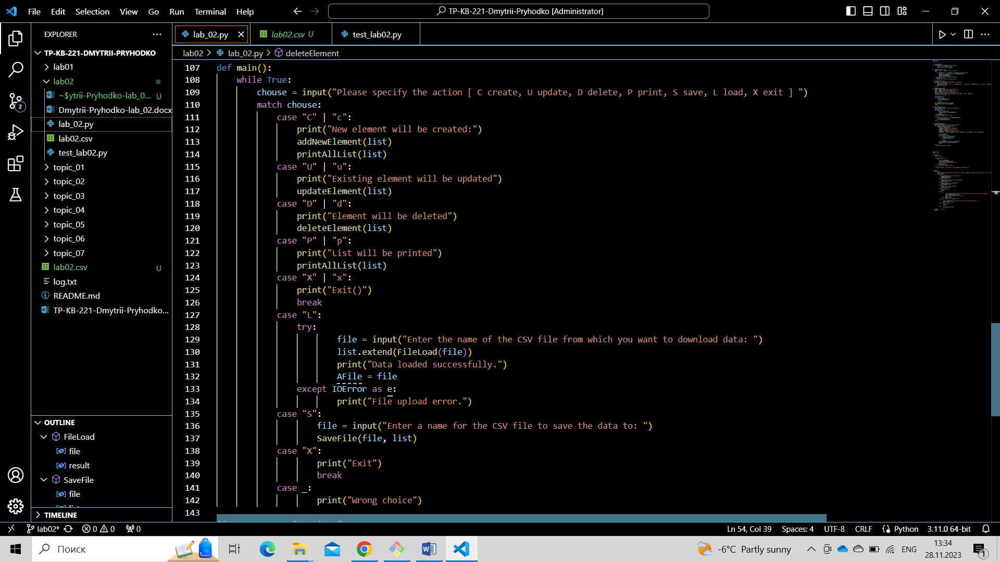 File Edit Selection View Go Run Terminal Help
TP-KB-221-Dmytrii-Pryhodko [Administrator]
EXPLORER
TP-KB-221-DMYTRII-PRYHODKO
lab01
lab02
~$ytrii-Pryhodko-lab_0... U
Dmytrii-Pryhodko-lab_02.docx
lab_02.py
lab02.csv
test_lab02.py
topic_01
topic_02
topic_03
topic_04
topic_05
topic_06
topic_07
lab02.csv U
log.txt
README.md
TP-KB-221-Dmytrii-Pryhodko...
OUTLINE
FileLoad
file
result
SaveFile
file
TIMELINE
lab_02.py
lab02.csv U
test_lab02.py
lab02 > lab_02.py > deleteElement
107 def main():
108 while True:
109 chouse = input("Please specify the action [ C create, U update, D delete, P print, S save, L load, X exit ] ")
110 match chouse:
111 case "C" | "c":
112 print("New element will be created:")
113 addNewElement(list)
114 printAllList(list)
115 case "U" | "u":
116 print("Existing element will be updated")
117 updateElement(list)
118 case "D" | "d":
119 print("Element will be deleted")
120 deleteElement(list)
121 case "P" | "p":
122 print("List will be printed")
123 printAllList(list)
124 case "X" | "x":
125 print("Exit()")
126 break
127 case "L":
128 try:
129 file = input("Enter the name of the CSV file from which you want to download data: ")
130 list.extend(FileLoad(file))
131 print("Data loaded successfully.")
132 AFile = file
133 except IOError as e:
134 print("File upload error.")
135 case "S":
136 file = input("Enter a name for the CSV file to save the data to: ")
137 SaveFile(file, list)
138 case "X":
139 print("Exit")
140 break
141 case _:
142 print("Wrong choice")
143
lab02* 0 0 0
Ln 54, Col 39 Spaces: 4 UTF-8 CRLF Python 3.11.0 64-bit
2
Поиск
-6°C Partly sunny
ENG
13:34
28.11.2023
1